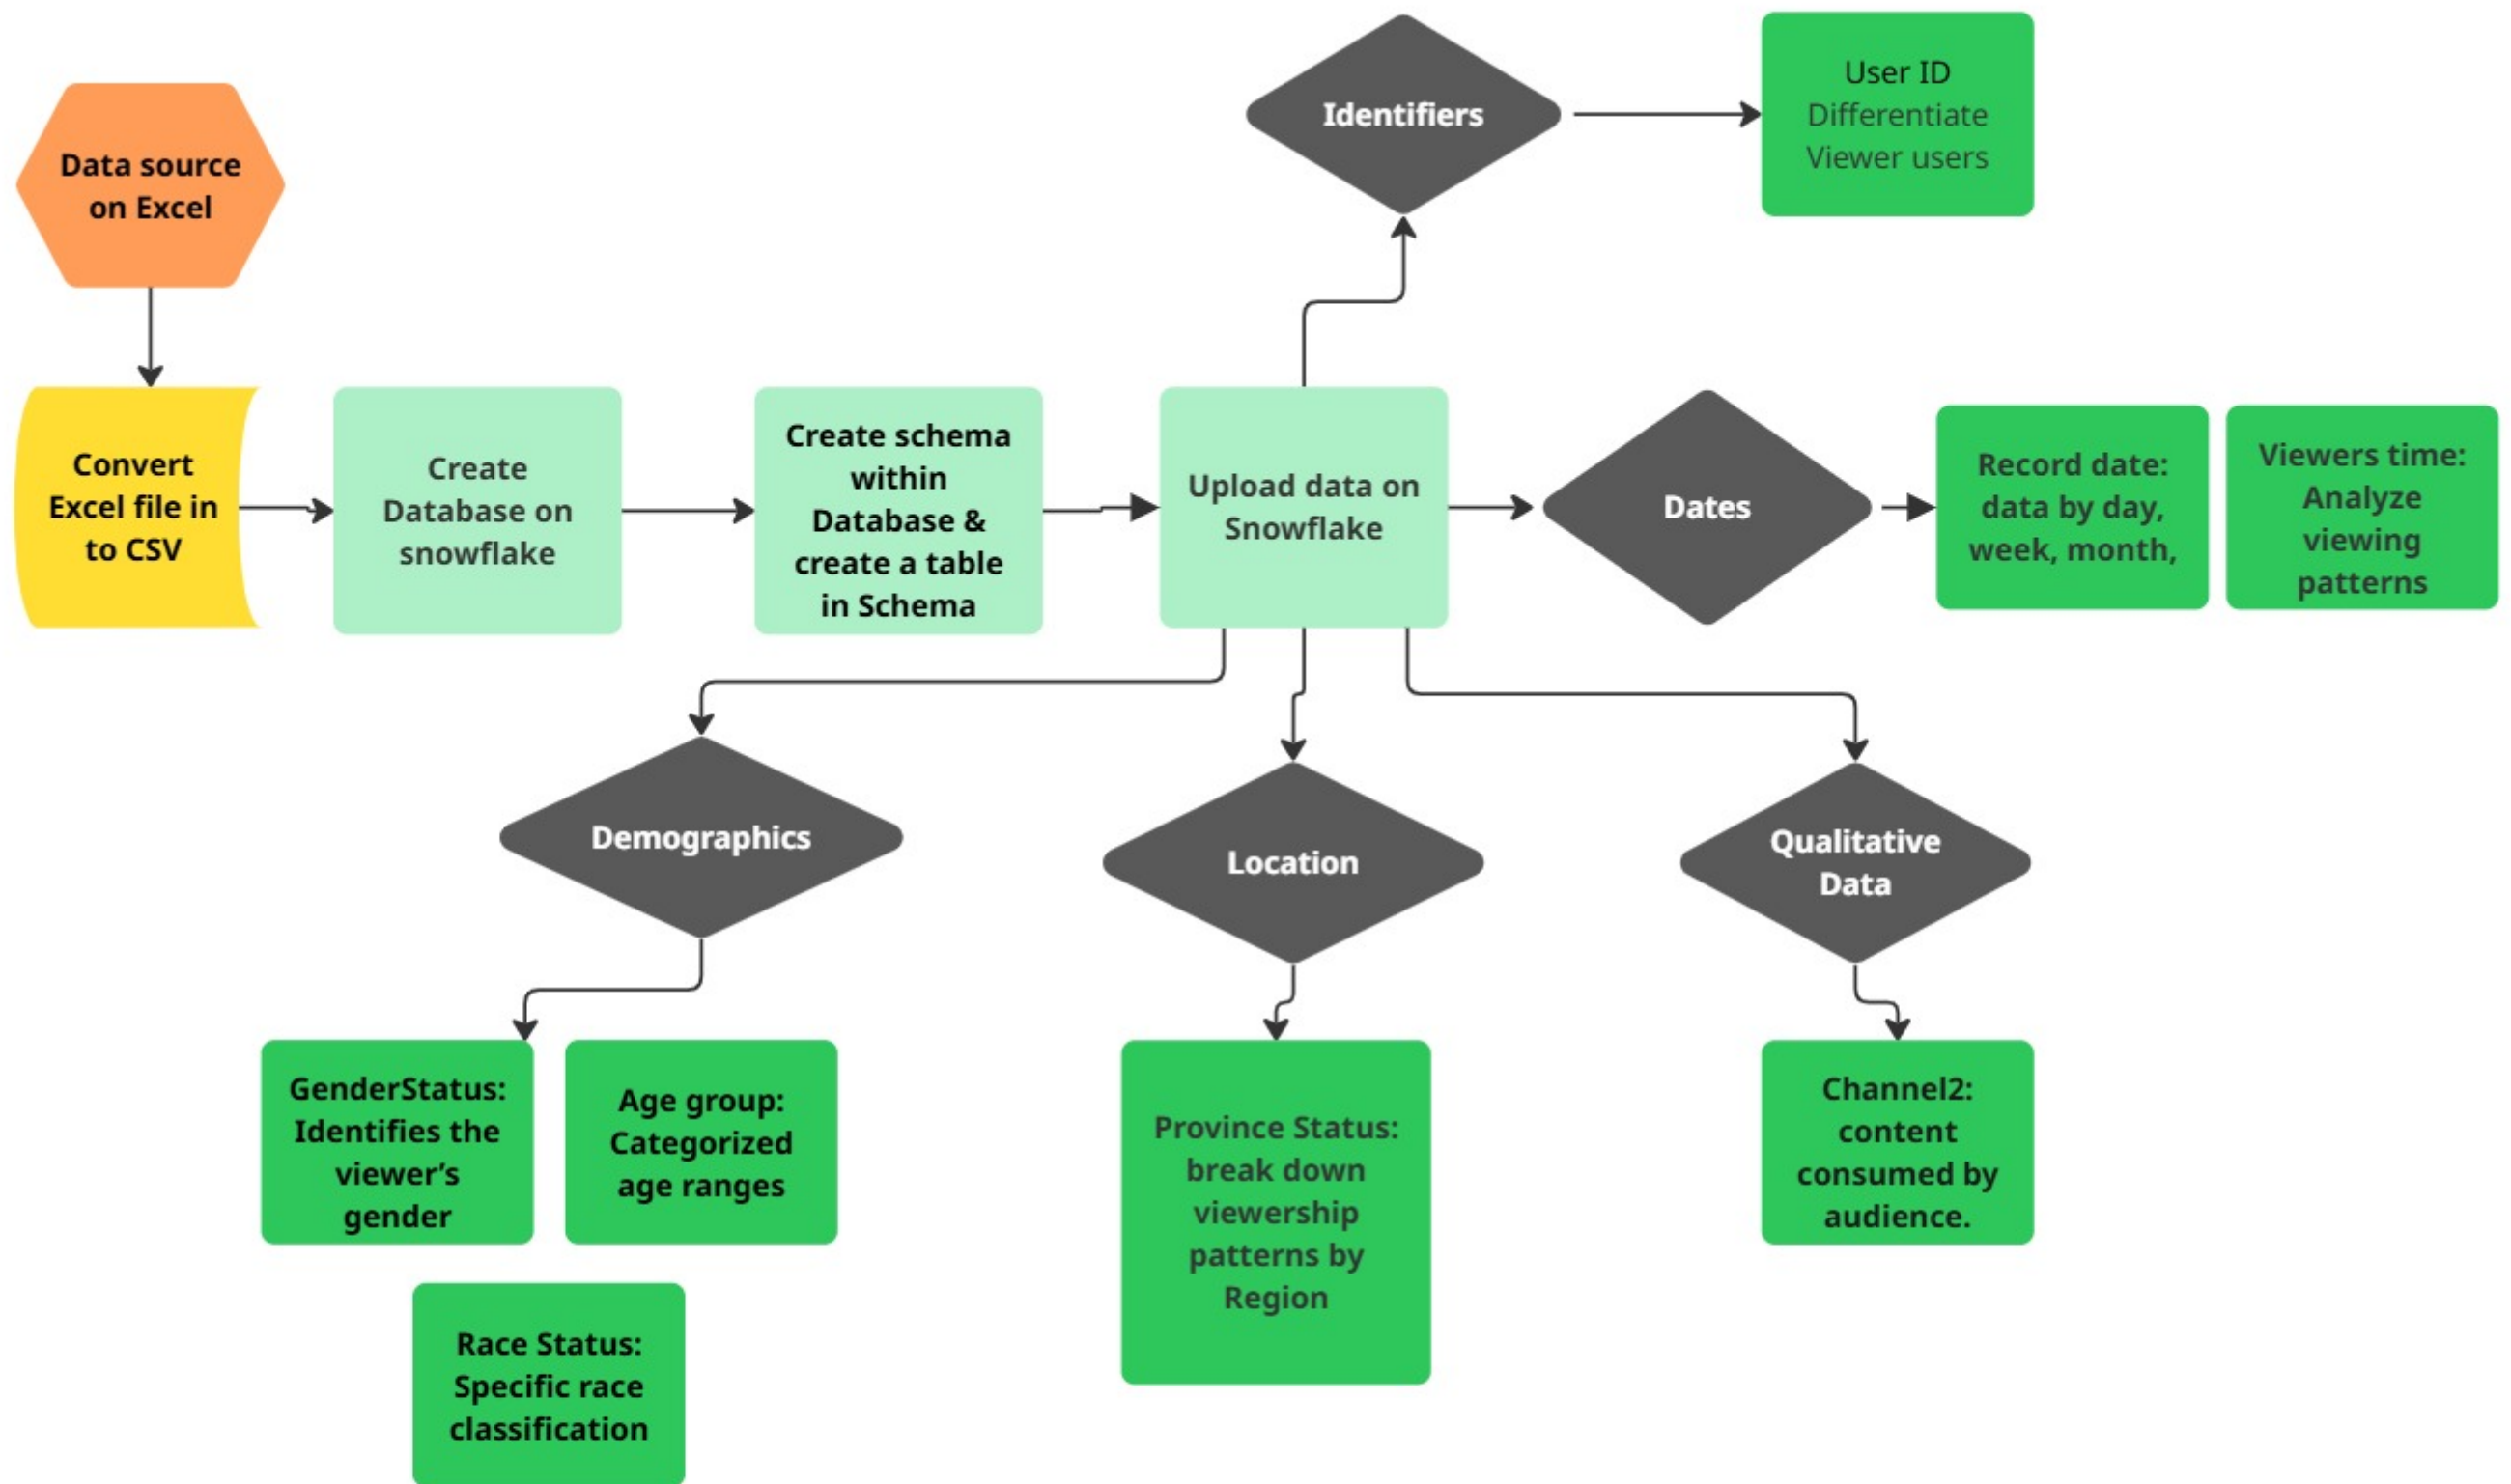 Identifiers
User ID
Differentiate
Viewer users
Data source
on Excel
Convert
Excel file in
to CSV
Create
Database on
snowflake
Create schema
within
Database &
create a table
in Schema
Upload data on
Snowflake
Dates
Record date:
data by day,
week, month,
Viewers time:
Analyze
viewing
patterns
Demographics
Location
Qualitative
Data
GenderStatus:
Identifies the
viewer’s
gender
Age group:
Categorized
age ranges
Race Status:
Specific race
classification
Province Status:
break down
viewership
patterns by
Region
Channel2:
content
consumed by
audience.